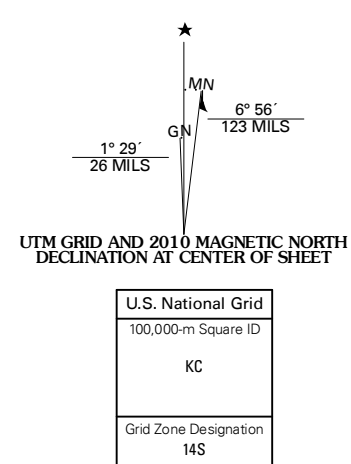 MN
6° 56´
123 MILS
GN
1° 29´
26 MILS
UTM GRID AND 2010 MAGNETIC NORTH
DECLINATION AT CENTER OF SHEET
U.S. National Grid
100,000-m Square ID
KC
Grid Zone Designation
14S